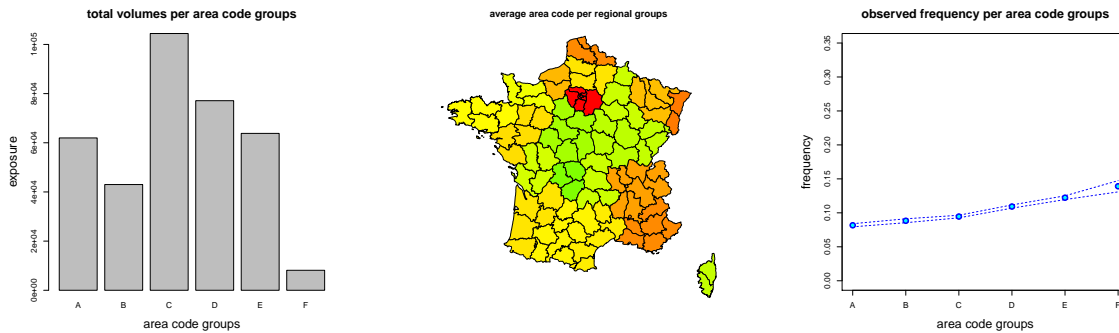 total volumes per area code groups
exposure
1e+05
8e+04
6e+04
4e+04
2e+04
0e+00
A B C D E F
area code groups
average area code per regional groups
observed frequency per area code groups
frequency
0.35
0.30
0.25
0.20
0.15
0.10
0.05
0.00
A B C D E F
area code groups